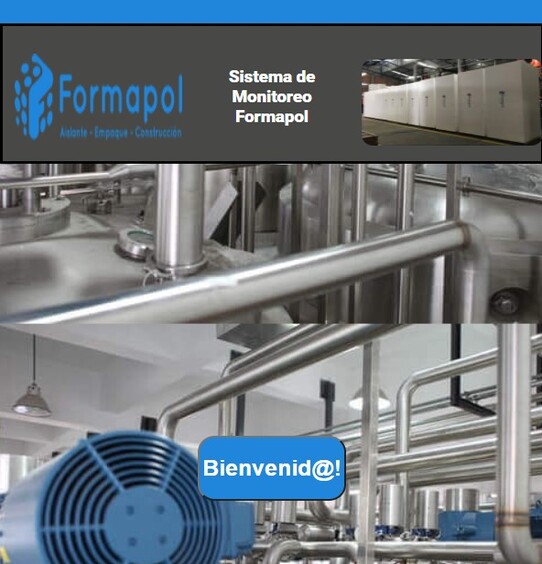 Formapol
Aislante • Empaque • Construcción
Sistema de
Monitoreo
Formapol
Bienvenid@!